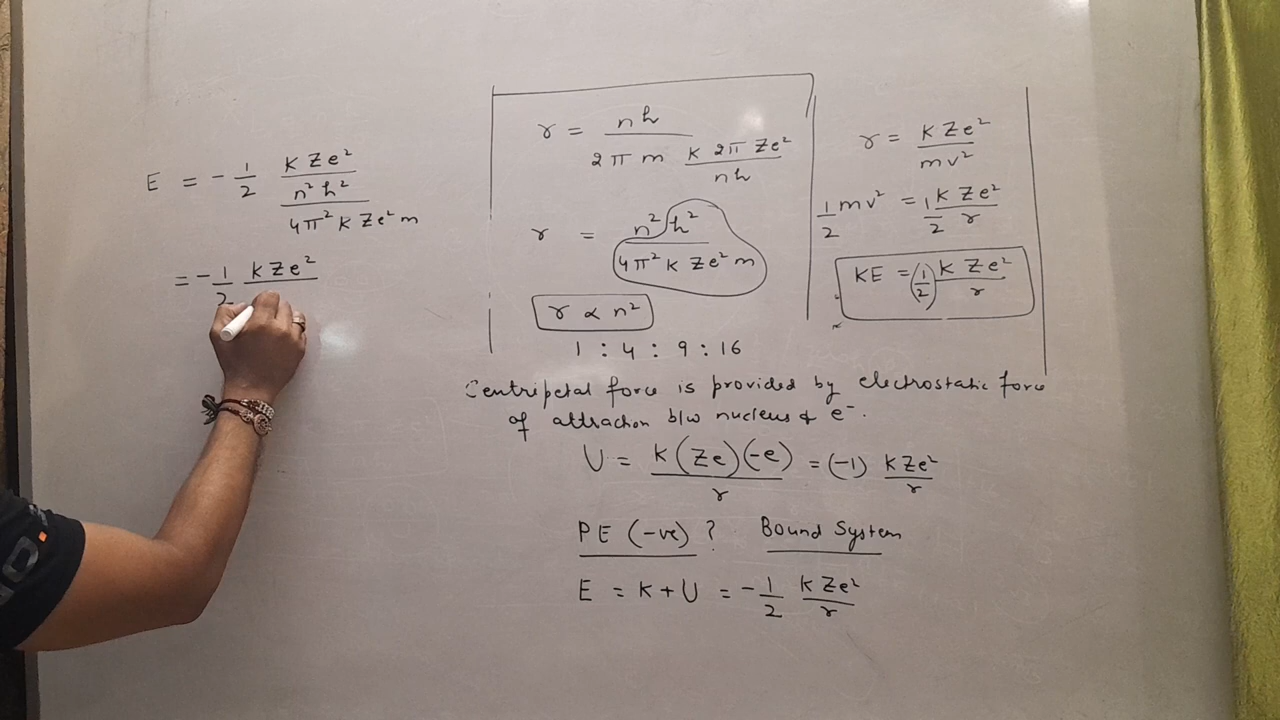 E = -1/2 KZe²/(n²h²/4π²KZe²m)
= -1/2 KZe²
r = nh/(2πm K2πZe²/nh)
r = n²h²/4π²KZe²m
r ∝ n²
1 : 4 : 9 : 16
r = KZe²/mv²
1/2 mv² = 1/2 KZe²/r
KE = (1/2) KZe²/r
Centripetal force is provided by electrostatic force
of attraction b/w nucleus & e⁻.
U = K(Ze)(-e)/r = (-1) KZe²/r
PE (-ve) ? Bound System
E = K + U = -1/2 KZe²/r